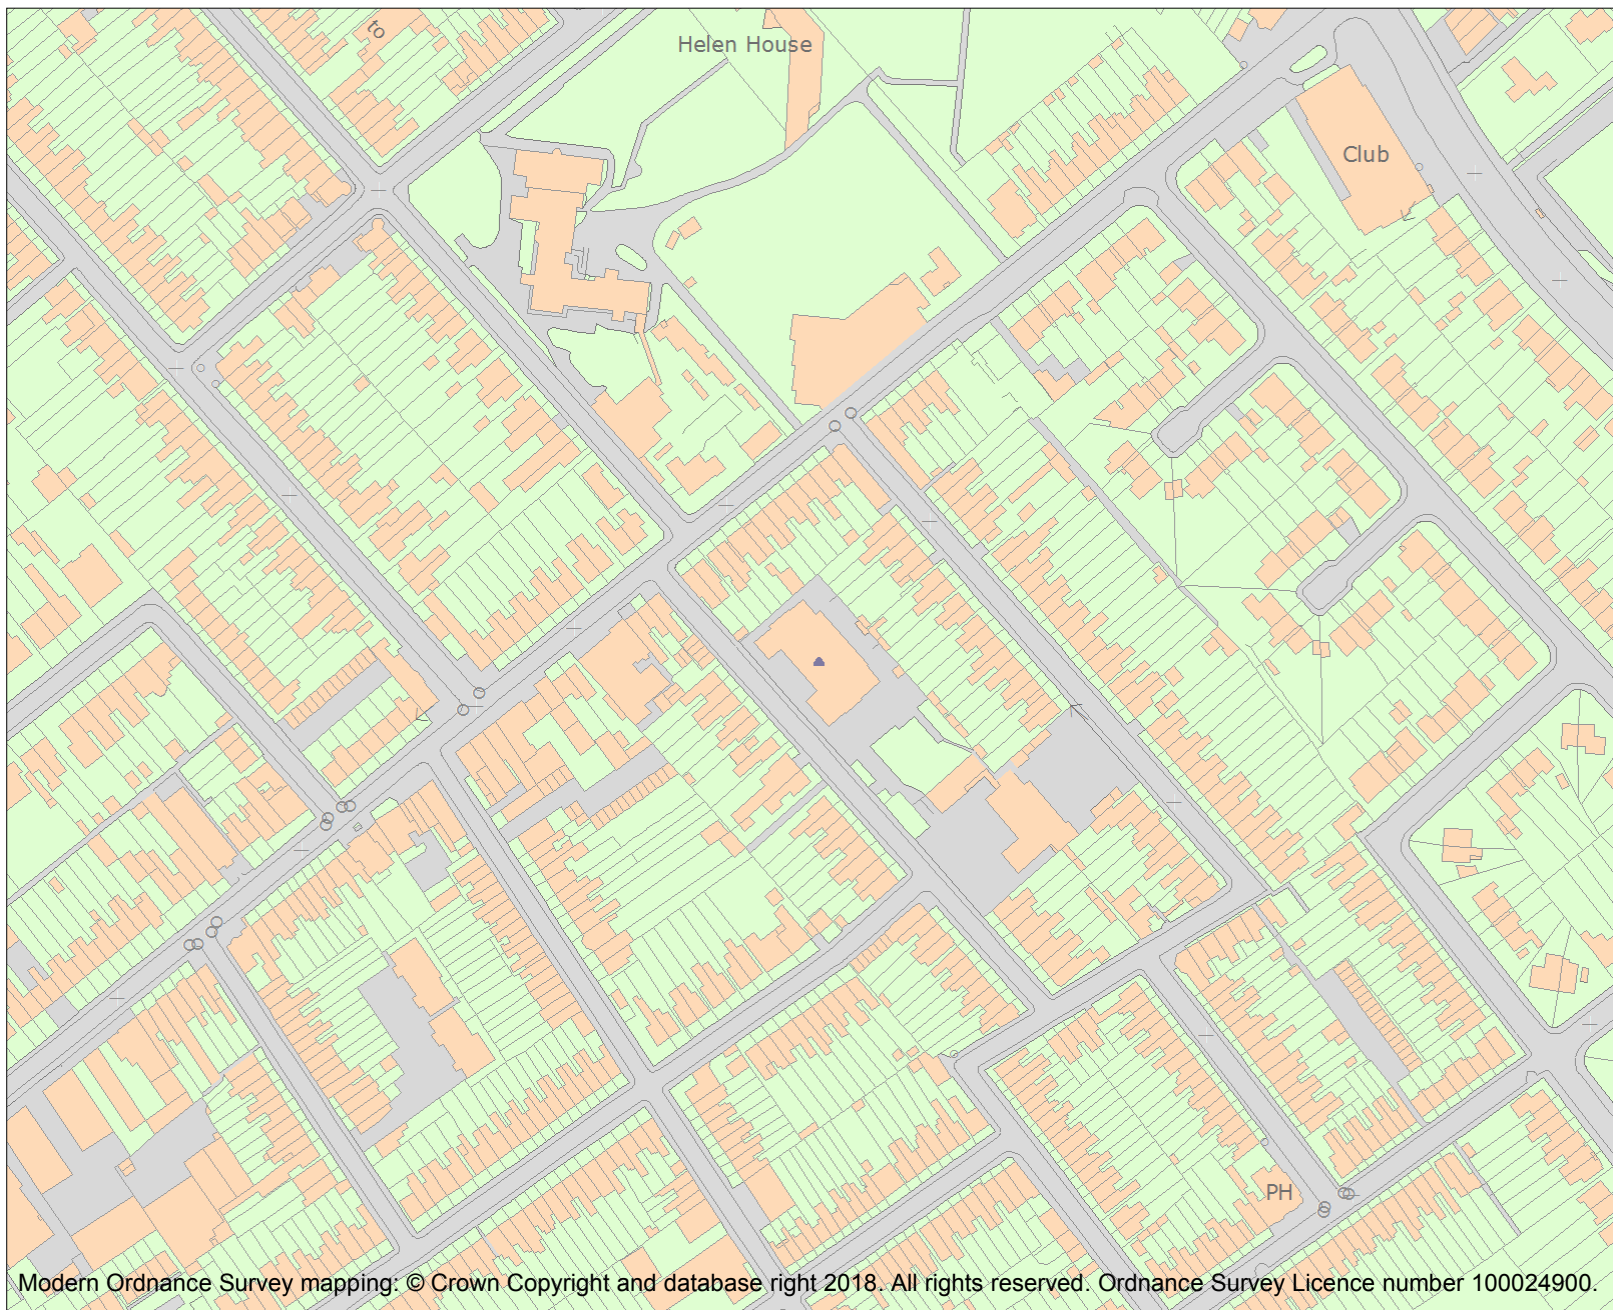 to
Helen House
Club
PH
Modern Ordnance Survey mapping: © Crown Copyright and database right 2018. All rights reserved. Ordnance Survey Licence number 100024900.